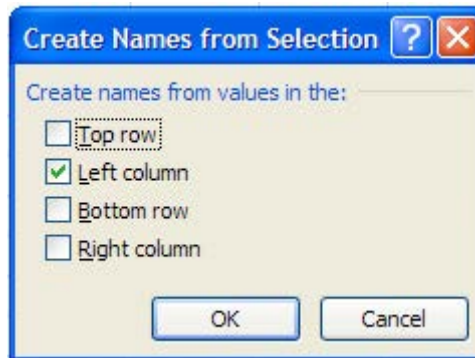 Create Names from Selection ?
Create names from values in the:
Top row
Left column
Bottom row
Right column
OK Cancel